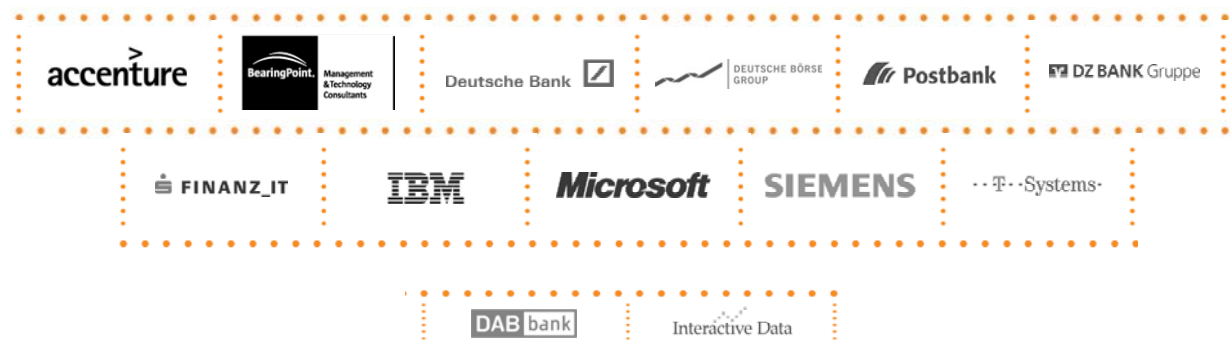 accenture
BearingPoint.
Management
& Technology
Consultants
Deutsche Bank
DEUTSCHE BÖRSE
GROUP
Postbank
DZ BANK Gruppe
FINANZ_IT
IBM
Microsoft
SIEMENS
··T··Systems·
DAB bank
Interactive Data